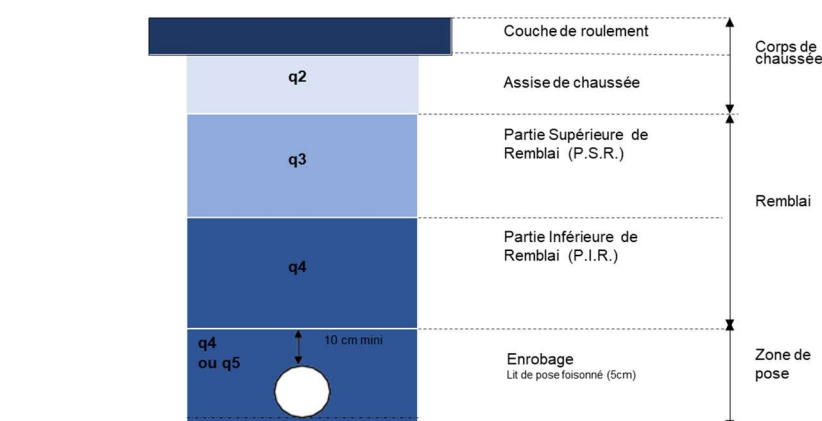 Couche de roulement
Corps de
chaussée
q2
Assise de chaussée
Partie Supérieure de
Remblai (P.S.R.)
q3
Remblai
Partie Inférieure de
Remblai (P.I.R.)
q4
q4
ou q5
10 cm mini
Enrobage
Lit de pose foisonné (5cm)
Zone de
pose